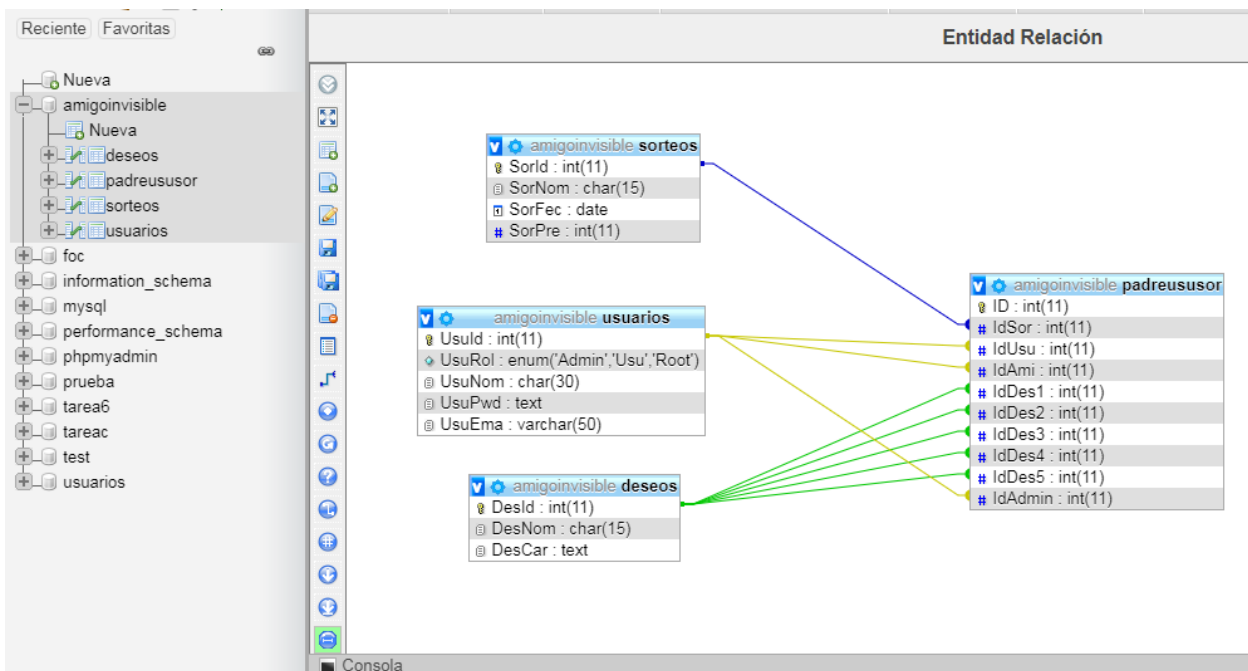 Reciente Favoritas
Nueva
amigoinvisible
Nueva
deseos
padreususor
sorteos
usuarios
foc
information_schema
mysql
performance_schema
phpmyadmin
prueba
tarea6
tareac
test
usuarios
Entidad Relación
amigoinvisible sorteos
SorId : int(11)
SorNom : char(15)
SorFec : date
SorPre : int(11)
amigoinvisible usuarios
UsuId : int(11)
UsuRol : enum('Admin','Usu','Root')
UsuNom : char(30)
UsuPwd : text
UsuEma : varchar(50)
amigoinvisible deseos
DesId : int(11)
DesNom : char(15)
DesCar : text
amigoinvisible padreususor
ID : int(11)
IdSor : int(11)
IdUsu : int(11)
IdAmi : int(11)
IdDes1 : int(11)
IdDes2 : int(11)
IdDes3 : int(11)
IdDes4 : int(11)
IdDes5 : int(11)
IdAdmin : int(11)
Consola